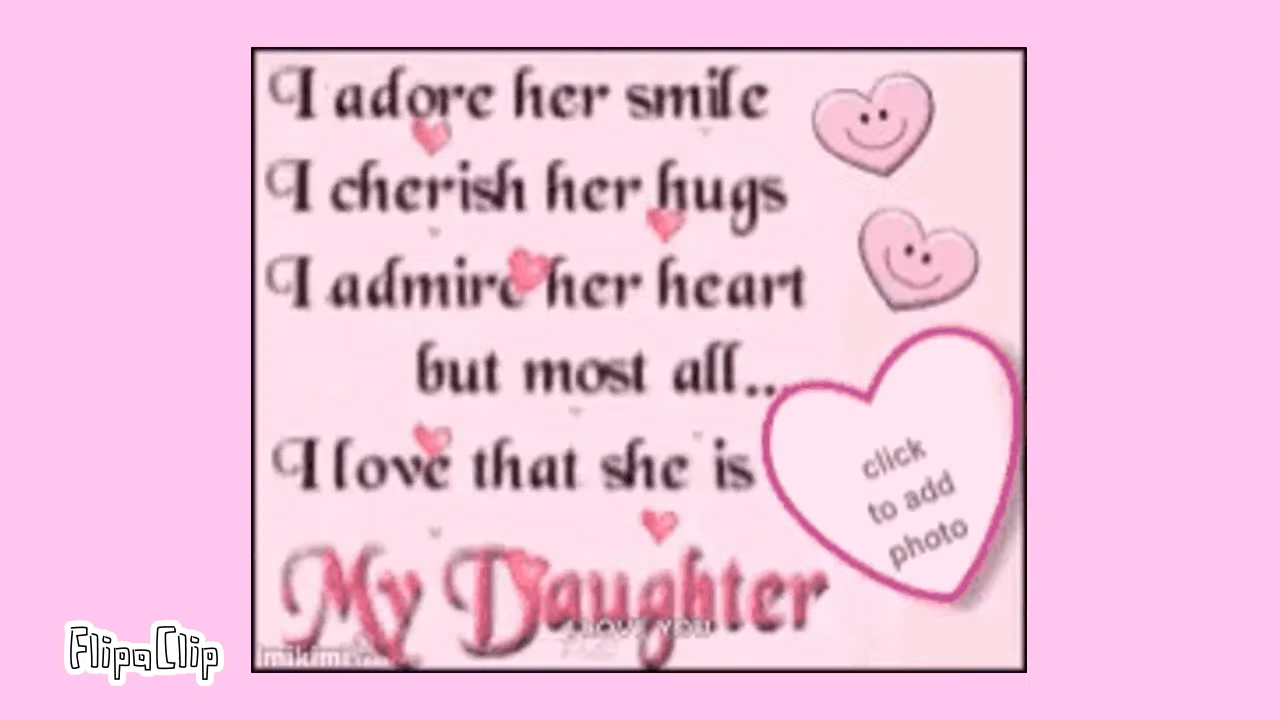 I adore her smile
I cherish her hugs
I admire her heart
but most all...
I love that she is
click
to add
photo
My Daughter
FlipaClip